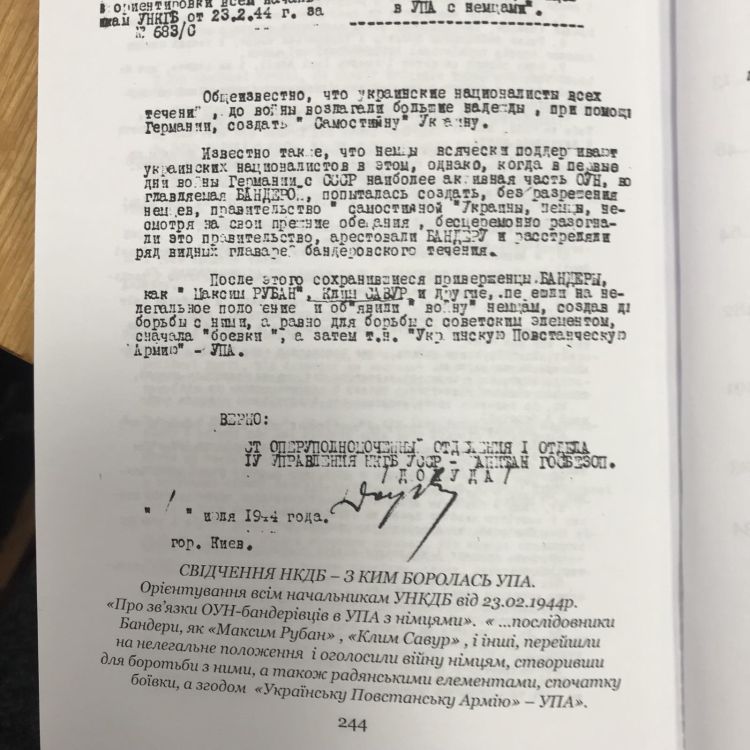 в ориентировки всем
кам УНКГБ от 23.2.44 г. за
в УПА с немцами".
№ 683/С
Общеизвестно, что украинские националисты всех
течений, до войны возлагали большие надежды, при помощи
Германии, создать "Самостийну" Украину.
Известно также, что немцы всячески поддерживают
украинских националистов в этом, однако, когда в первые
дни войны Германии с СССР наиболее активная часть ОУН, во
главляемая БАНДЕРОЙ, попыталась создать, без разрешения
немцев, правительство "самостийной" Украины, немцы, не-
смотря на свои прежние обещания, бесцеремонно разогна-
ли это правительство, арестовали БАНДЕРУ и расстреляли
ряд видных главарей бандеровского течения.
После этого сохранившиеся приверженцы БАНДЕРЫ,
как "Максим РУБАН", Клим САВУР и другие, перешли на не-
легальное положение и об"явили "войну" немцам, создав дл
борьбы с ними, а равно для борьбы с советским элементом,
сначала "боевки", а затем т.н. "Украинскую Повстанческую
Армию" - УПА.
ВЕРНО:
СТ ОПЕРУПОЛНОМОЧЕННЫЙ ОТДЕЛЕНИЯ I ОТДЕЛА
IУ УПРАВЛЕНИЯ НКГБ УССР - КАПИТАН ГОСБЕЗОП.
/ДОКУДА/
" " июля 1944 года.
гор. Киев.
СВІДЧЕННЯ НКДБ – З КИМ БОРОЛАСЬ УПА.
Орієнтування всім начальникам УНКДБ від 23.02.1944р.
«Про зв'язки ОУН-бандерівців в УПА з німцями». « ...послідовники
Бандери, як «Максим Рубан» , «Клим Савур» , і інші, перейшли
на нелегальне положення і оголосили війну німцям, створивши
для боротьби з ними, а також радянськими елементами, спочатку
боївки, а згодом «Українську Повстанську Армію» – УПА».
244